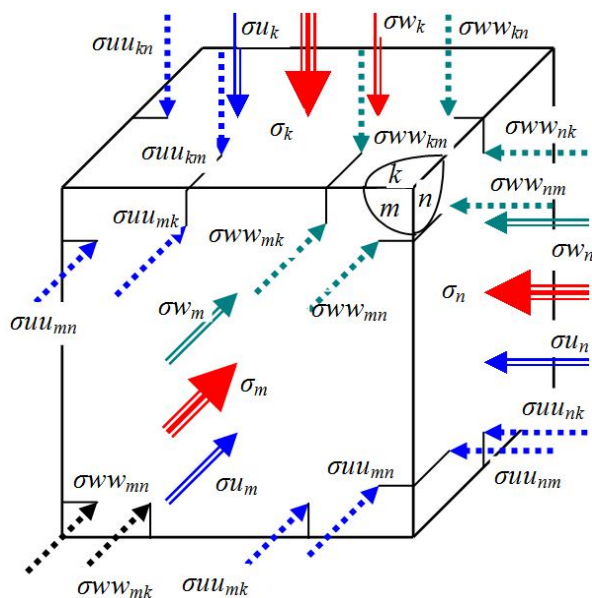 σuu_kn σu_k σw_k σww_kn
σ_k
σuu_km σww_km σww_nk
k
σuu_mk m n σww_nm
σww_mk
σw_n
σuu_mn σw_m σww_mn σ_n
σ_m σu_n
σuu_nk
σww_mn σu_m σuu_mn
σuu_nm
σww_mk σuu_mk